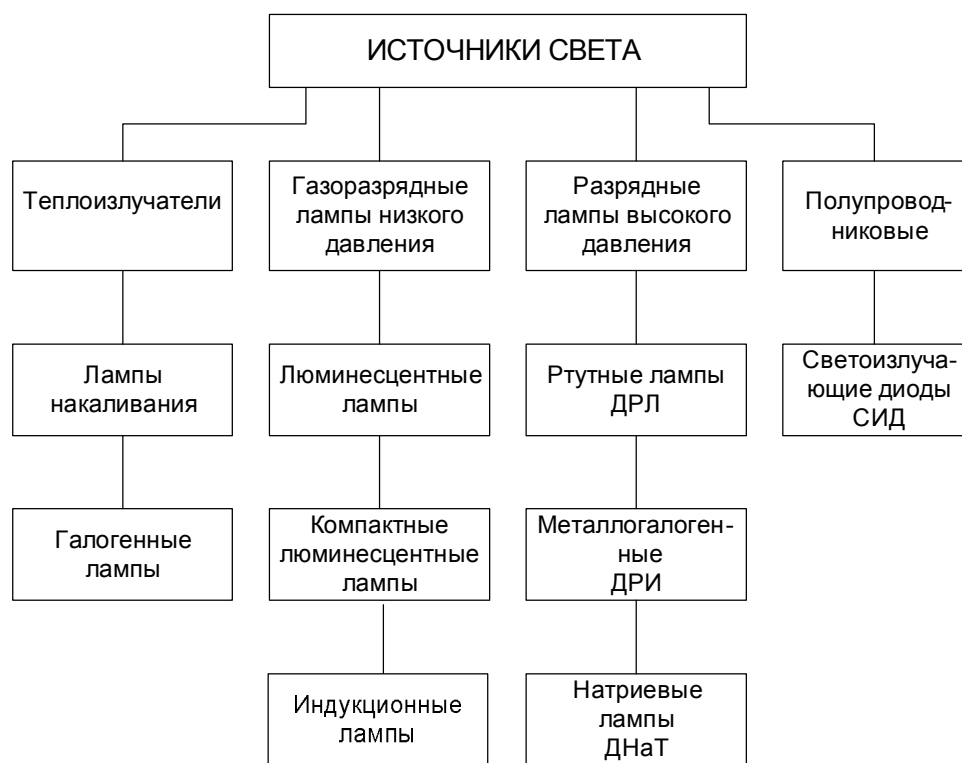 ИСТОЧНИКИ СВЕТА
Теплоизлучатели
Газоразрядные
лампы низкого
давления
Разрядные
лампы высокого
давления
Полупровод-
никовые
Лампы
накаливания
Люминесцентные
лампы
Ртутные лампы
ДРЛ
Светоизлуча-
ющие диоды
СИД
Галогенные
лампы
Компактные
люминесцентные
лампы
Металлогалоген-
ные
ДРИ
Индукционные
лампы
Натриевые
лампы
ДНаТ